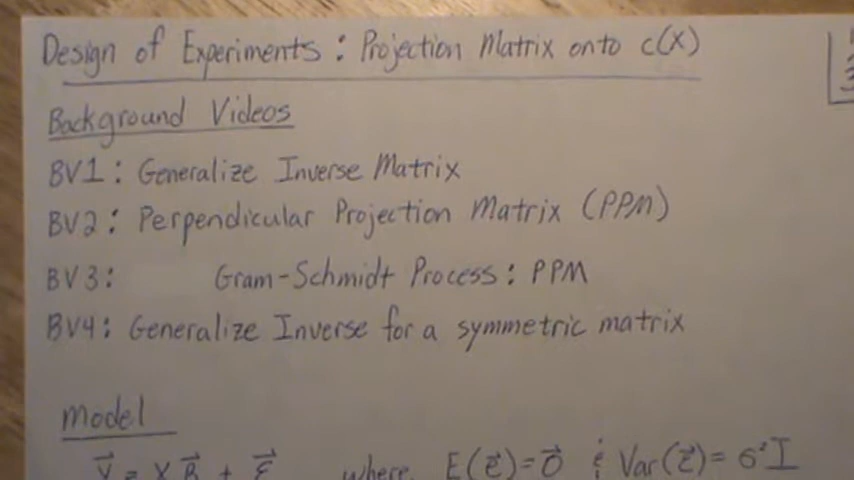 Design of Experiments : Projection Matrix onto c(X)
Background Videos
BV1: Generalize Inverse Matrix
BV2: Perpendicular Projection Matrix (PPM)
BV3: Gram-Schmidt Process: PPM
BV4: Generalize Inverse for a symmetric matrix
Model
Y⃗ = X B⃗ + ε⃗ where E(ε⃗)=0⃗ & Var(ε⃗)= σ²I